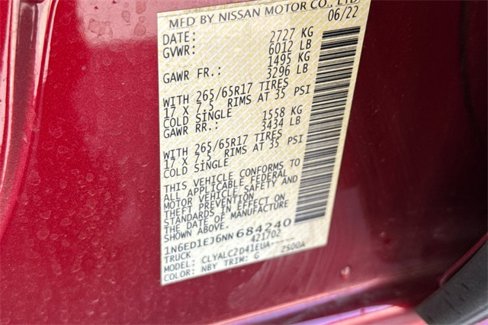 MFD BY NISSAN MOTOR CO., LTD.
DATE: 06/22
GVWR: 2727 KG
6012 LB
GAWR FR.: 1495 KG
3296 LB
WITH 265/65R17 TIRES
17 X 7.5 RIMS AT 35 PSI
COLD SINGLE
GAWR RR.: 1558 KG
3434 LB
WITH 265/65R17 TIRES
17 X 7.5 RIMS AT 35 PSI
COLD SINGLE
THIS VEHICLE CONFORMS TO
ALL APPLICABLE FEDERAL
MOTOR VEHICLE SAFETY AND
THEFT PREVENTION
STANDARDS IN EFFECT ON THE
DATE OF MANUFACTURE
SHOWN ABOVE.
1N6ED1EJ6NN684240
TRUCK 42170Z
MODEL: CLYALC2D41EUA-----
COLOR: NBY TRIM: G 2500A